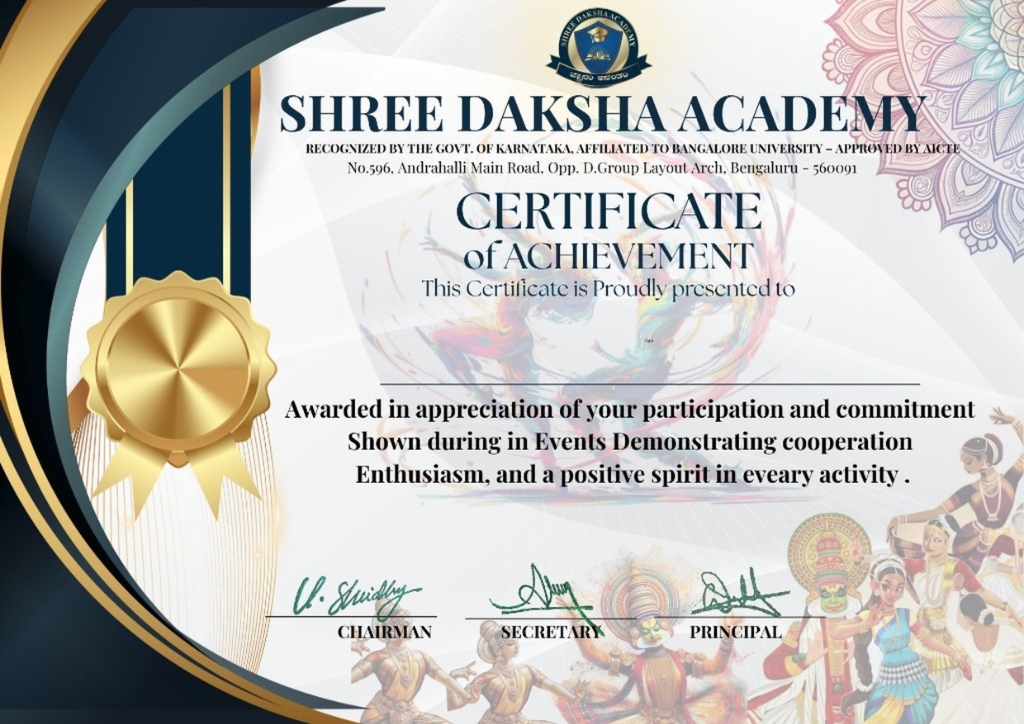 SHREE DAKSHA ACADEMY
SHREE DAKSHA ACADEMY
RECOGNIZED BY THE GOVT. OF KARNATAKA, AFFILIATED TO BANGALORE UNIVERSITY – APPROVED BY AICTE
No.596, Andrahalli Main Road, Opp. D.Group Layout Arch, Bengaluru - 560091
CERTIFICATE
of ACHIEVEMENT
This Certificate is Proudly presented to
Awarded in appreciation of your participation and commitment
Shown during in Events Demonstrating cooperation
Enthusiasm, and a positive spirit in eveary activity .
CHAIRMAN SECRETARY PRINCIPAL